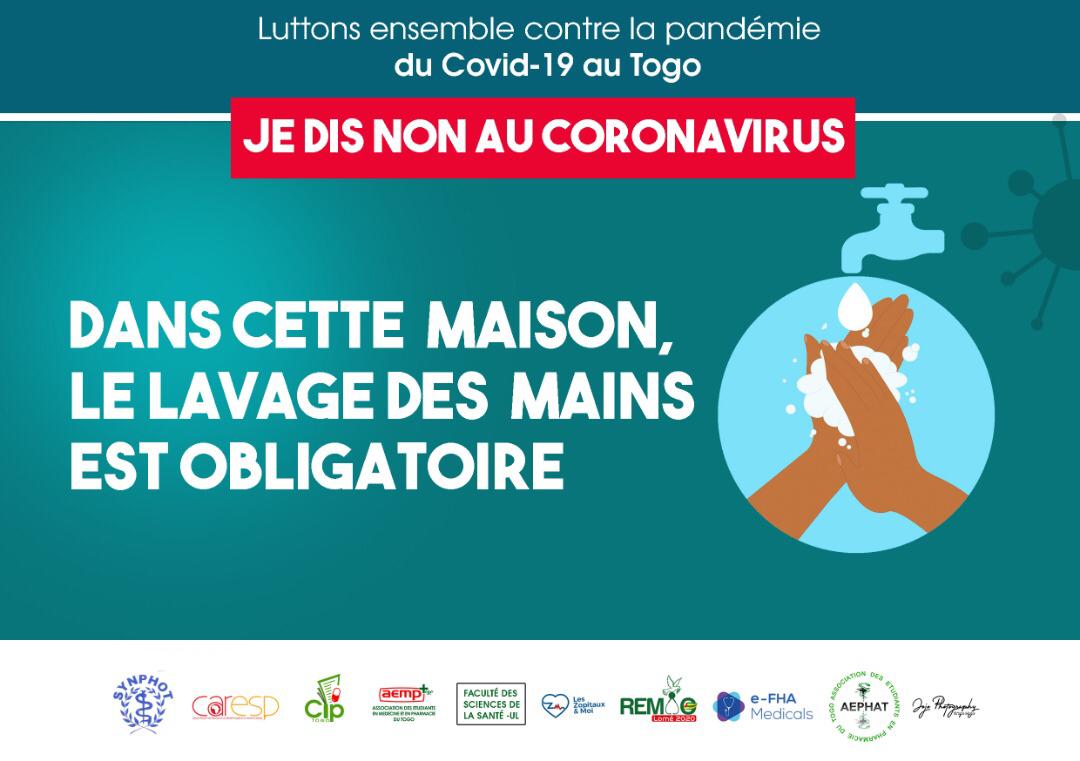 Luttons ensemble contre la pandémie
du Covid-19 au Togo
JE DIS NON AU CORONAVIRUS
DANS CETTE MAISON,
LE LAVAGE DES MAINS
EST OBLIGATOIRE
SYNPHOT
caresp
cip
TOGO
aemp
ASSOCIATION DES ETUDIANTS
EN MEDECINE ET EN PHARMACIE
DU TOGO
FACULTÉ DES
SCIENCES DE
LA SANTÉ -UL
Les
Zopitaux
& Moi
REMAG
Lomé 2020
e-FHA
Medicals
ASSOCIATION DES ETUDIANTS EN PHARMACIE DU TOGO
AEPHAT
Jojo Photography